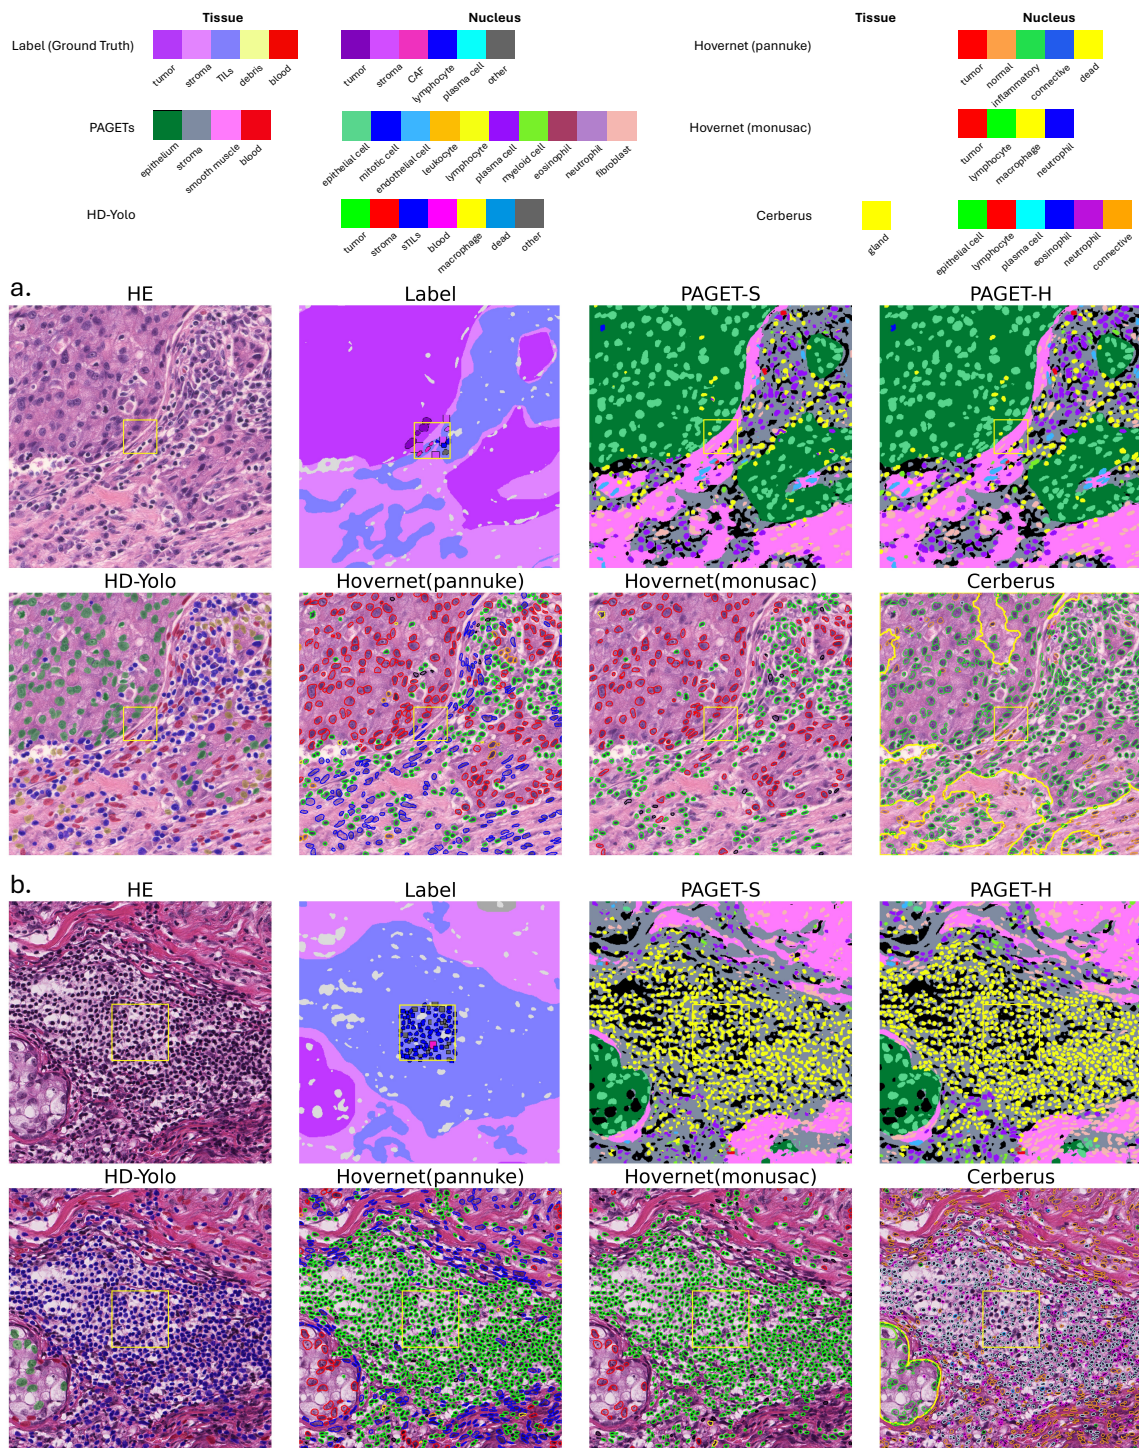 Tissue Nucleus Tissue Nucleus
Label (Ground Truth)
tumor stroma TILs debris blood
tumor stroma CAF lymphocyte plasma cell other
Hovernet (pannuke)
tumor normal inflammatory connective dead
PAGETs
epithelium stroma smooth muscle blood
epithelial cell mitotic cell endothelial cell leukocyte lymphocyte plasma cell myeloid cell eosinophil neutrophil fibroblast
Hovernet (monusac)
tumor lymphocyte macrophage neutrophil
HD-Yolo
tumor stroma sTILs blood macrophage dead other
Cerberus
gland
epithelial cell lymphocyte plasma cell eosinophil neutrophil connective
a.
HE Label PAGET-S PAGET-H
HD-Yolo Hovernet(pannuke) Hovernet(monusac) Cerberus
b.
HE Label PAGET-S PAGET-H
HD-Yolo Hovernet(pannuke) Hovernet(monusac) Cerberus